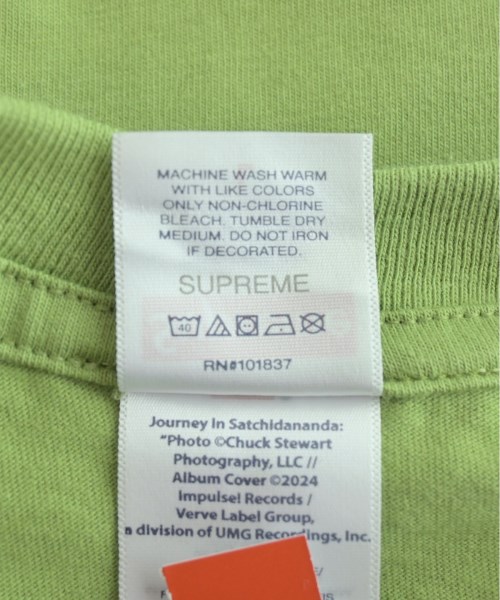 MACHINE WASH WARM
WITH LIKE COLORS
ONLY NON-CHLORINE
BLEACH. TUMBLE DRY
MEDIUM. DO NOT IRON
IF DECORATED.
SUPREME
40
RN#101837
Journey In Satchidananda:
"Photo ©Chuck Stewart
Photography, LLC //
Album Cover ©2024
Impulse! Records /
Verve Label Group,
a division of UMG Recordings, Inc.